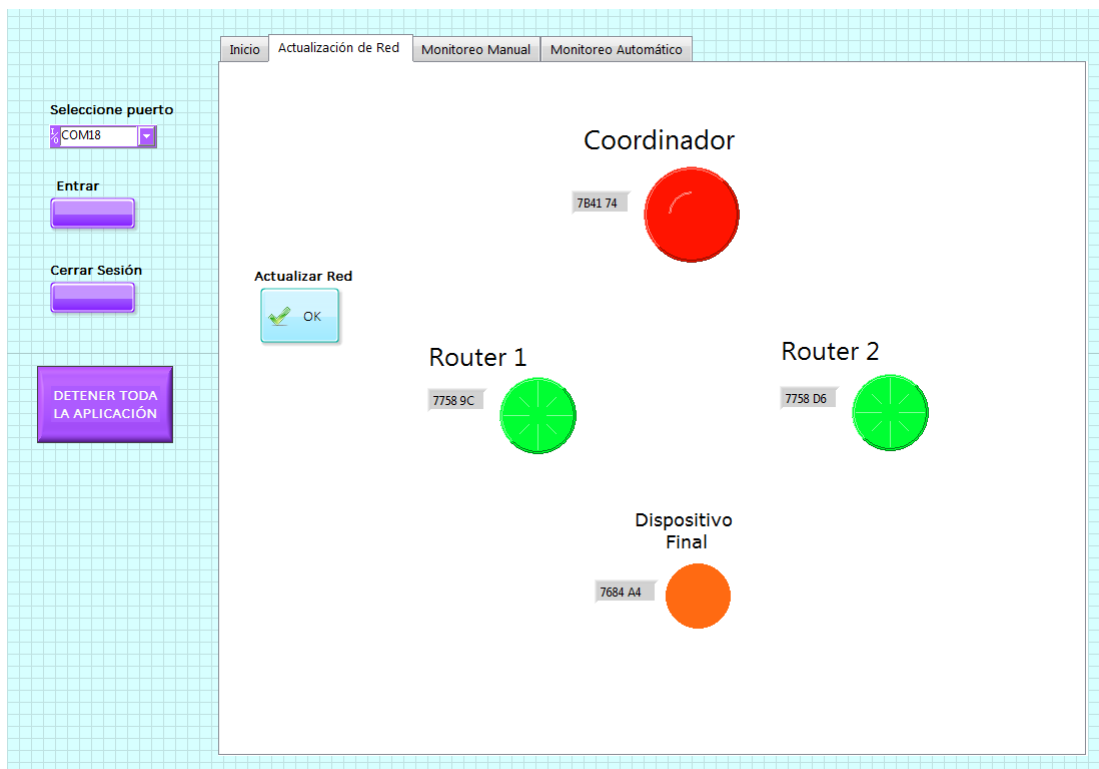 Inicio
Actualización de Red
Monitoreo Manual
Monitoreo Automático
Seleccione puerto
COM18
Entrar
Cerrar Sesión
DETENER TODA
LA APLICACIÓN
Coordinador
7B41 74
Actualizar Red
OK
Router 1
7758 9C
Router 2
7758 D6
Dispositivo
Final
7684 A4